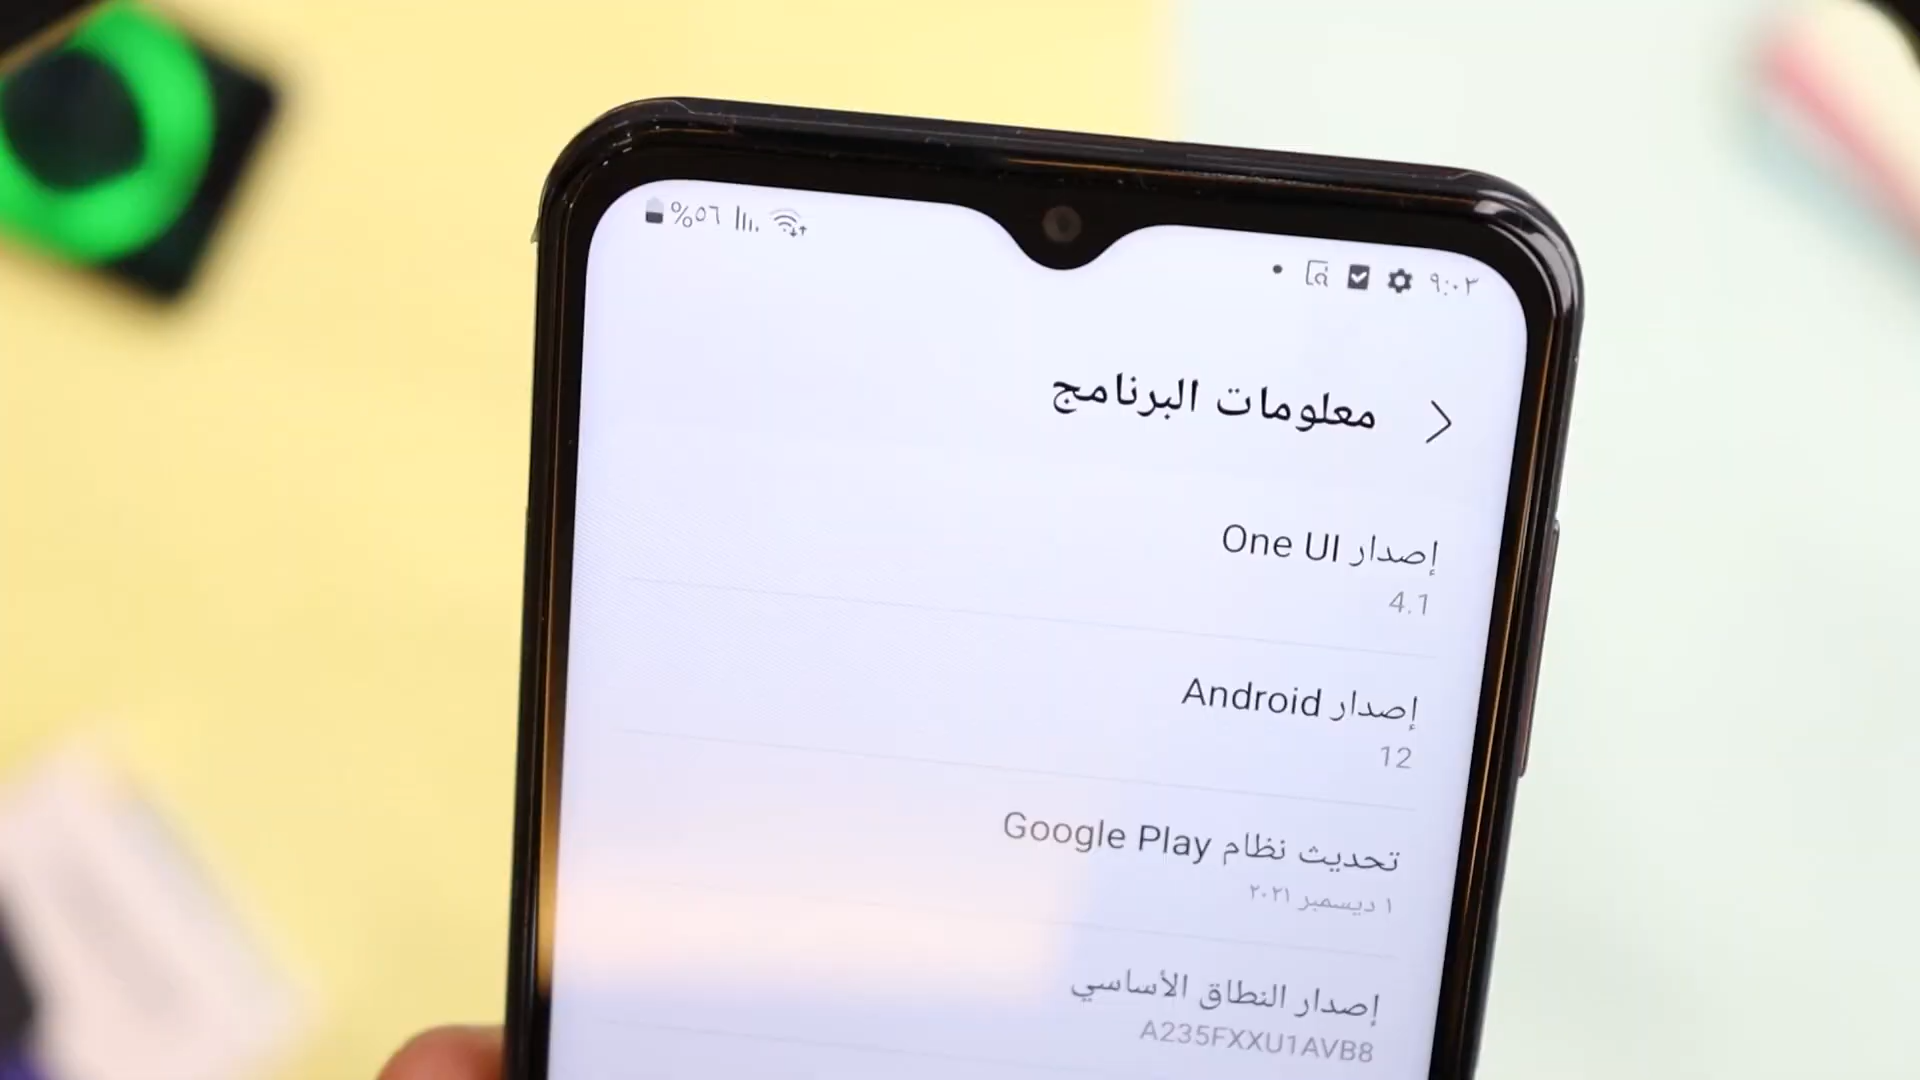 ٩:٠٣
%٥٦
معلومات البرنامج
إصدار One UI
4.1
إصدار Android
12
تحديث نظام Google Play
١ ديسمبر ٢٠٢١
إصدار النطاق الأساسي
A235FXXU1AVB8